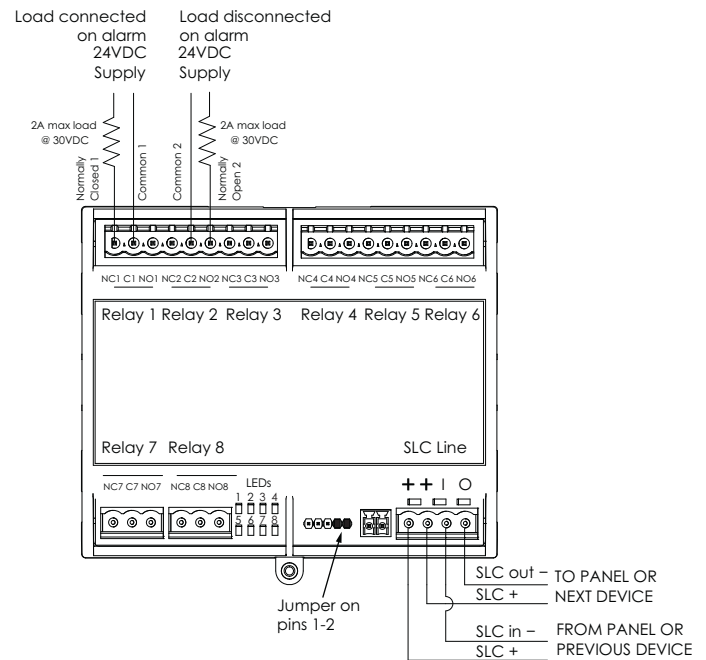 Load connected
on alarm
24VDC
Supply
Load disconnected
on alarm
24VDC
Supply
2A max load
@ 30VDC
2A max load
@ 30VDC
Normally
Closed 1
Common 1
Common 2
Normally
Open 2
NC1 C1 NO1 NC2 C2 NO2 NC3 C3 NO3
NC4 C4 NO4 NC5 C5 NO5 NC6 C6 NO6
Relay 1 Relay 2 Relay 3
Relay 4 Relay 5 Relay 6
Relay 7 Relay 8
SLC Line
NC7 C7 NO7 NC8 C8 NO8
LEDs
1 2 3 4
5 6 7 8
+ + I O
Jumper on
pins 1-2
SLC out –
SLC +
TO PANEL OR
NEXT DEVICE
SLC in –
SLC +
FROM PANEL OR
PREVIOUS DEVICE